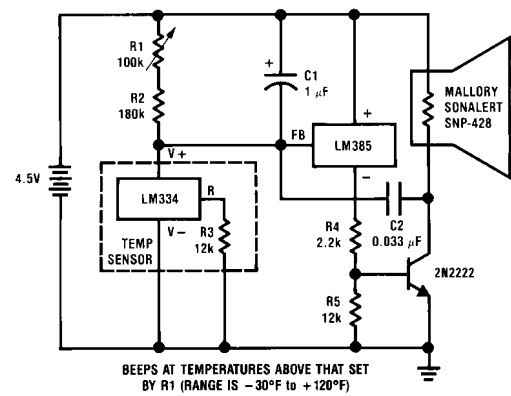 R1
100k
R2
180k
+
C1
1 μF
MALLORY
SONALERT
SNP-428
4.5V
V+
FB
+
LM385
−
LM334
R
V−
TEMP
SENSOR
R3
12k
R4
2.2k
C2
0.033 μF
2N2222
R5
12k
BEEPS AT TEMPERATURES ABOVE THAT SET
BY R1 (RANGE IS −30°F to +120°F)